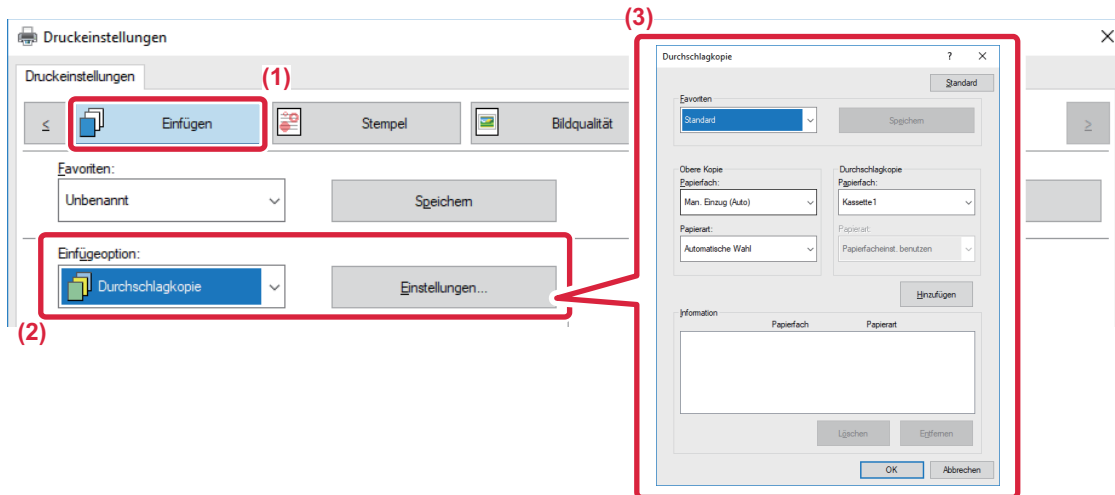 (3)
Druckeinstellungen
Druckeinstellungen
(1)
< Einfügen Stempel Bildqualität >
Favoriten:
Unbenannt Speichern
Einfügeoption:
Durchschlagkopie Einstellungen...
(2)
Durchschlagkopie ?
Standard
Favoriten
Standard Speichern
Obere Kopie Durchschlagkopie
Papierfach: Papierfach:
Man. Einzug (Auto) Kassette1
Papierart: Papierart:
Automatische Wahl Papierfacheinst. benutzen
Hinzufügen
Information
Papierfach Papierart
Löschen Entfernen
OK Abbrechen